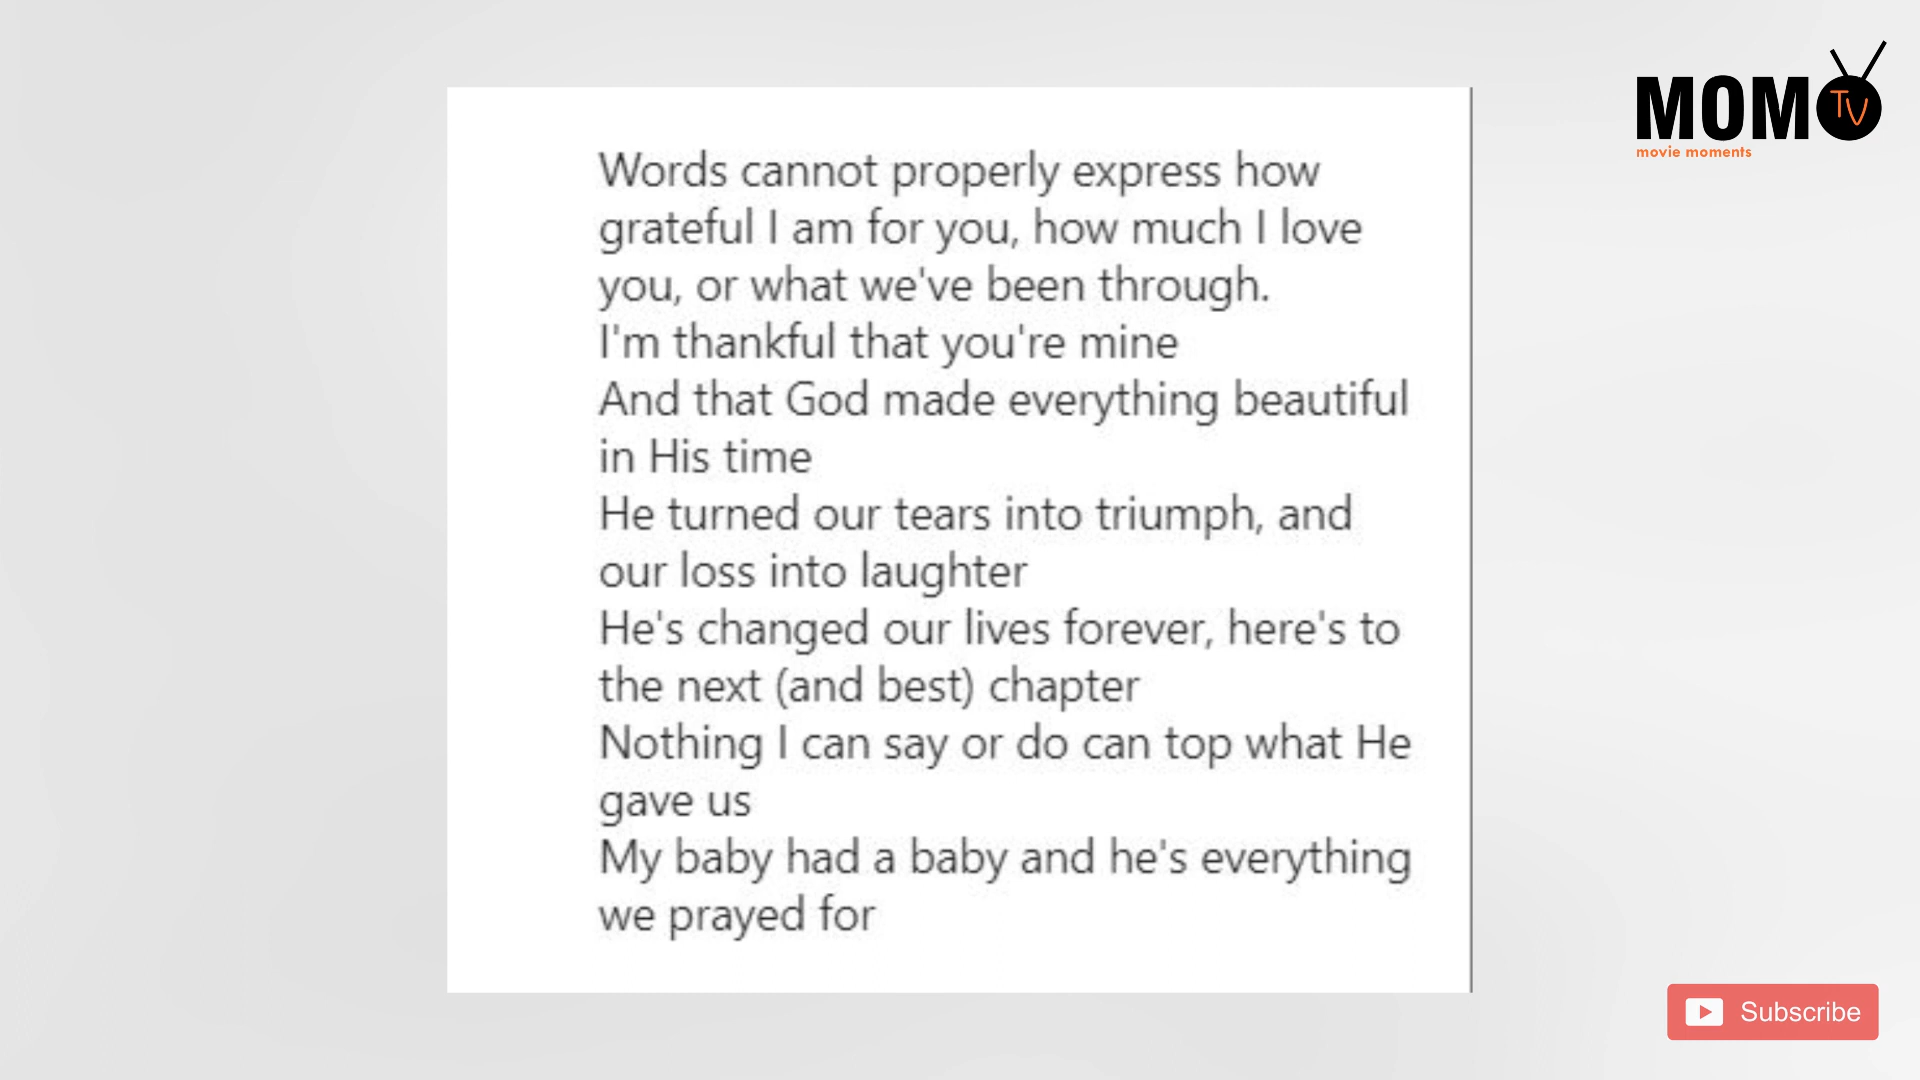 MOM TV
movie moments
Words cannot properly express how
grateful I am for you, how much I love
you, or what we've been through.
I'm thankful that you're mine
And that God made everything beautiful
in His time
He turned our tears into triumph, and
our loss into laughter
He's changed our lives forever, here's to
the next (and best) chapter
Nothing I can say or do can top what He
gave us
My baby had a baby and he's everything
we prayed for
Subscribe